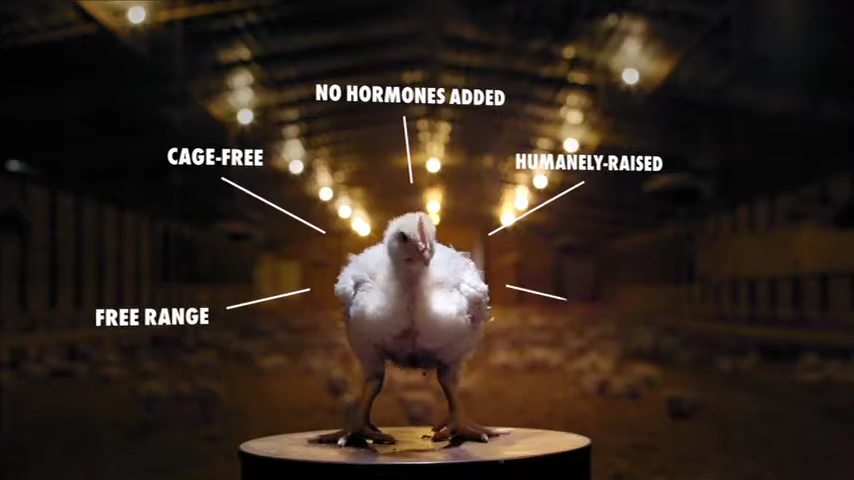 NO HORMONES ADDED
CAGE-FREE
HUMANELY-RAISED
FREE RANGE